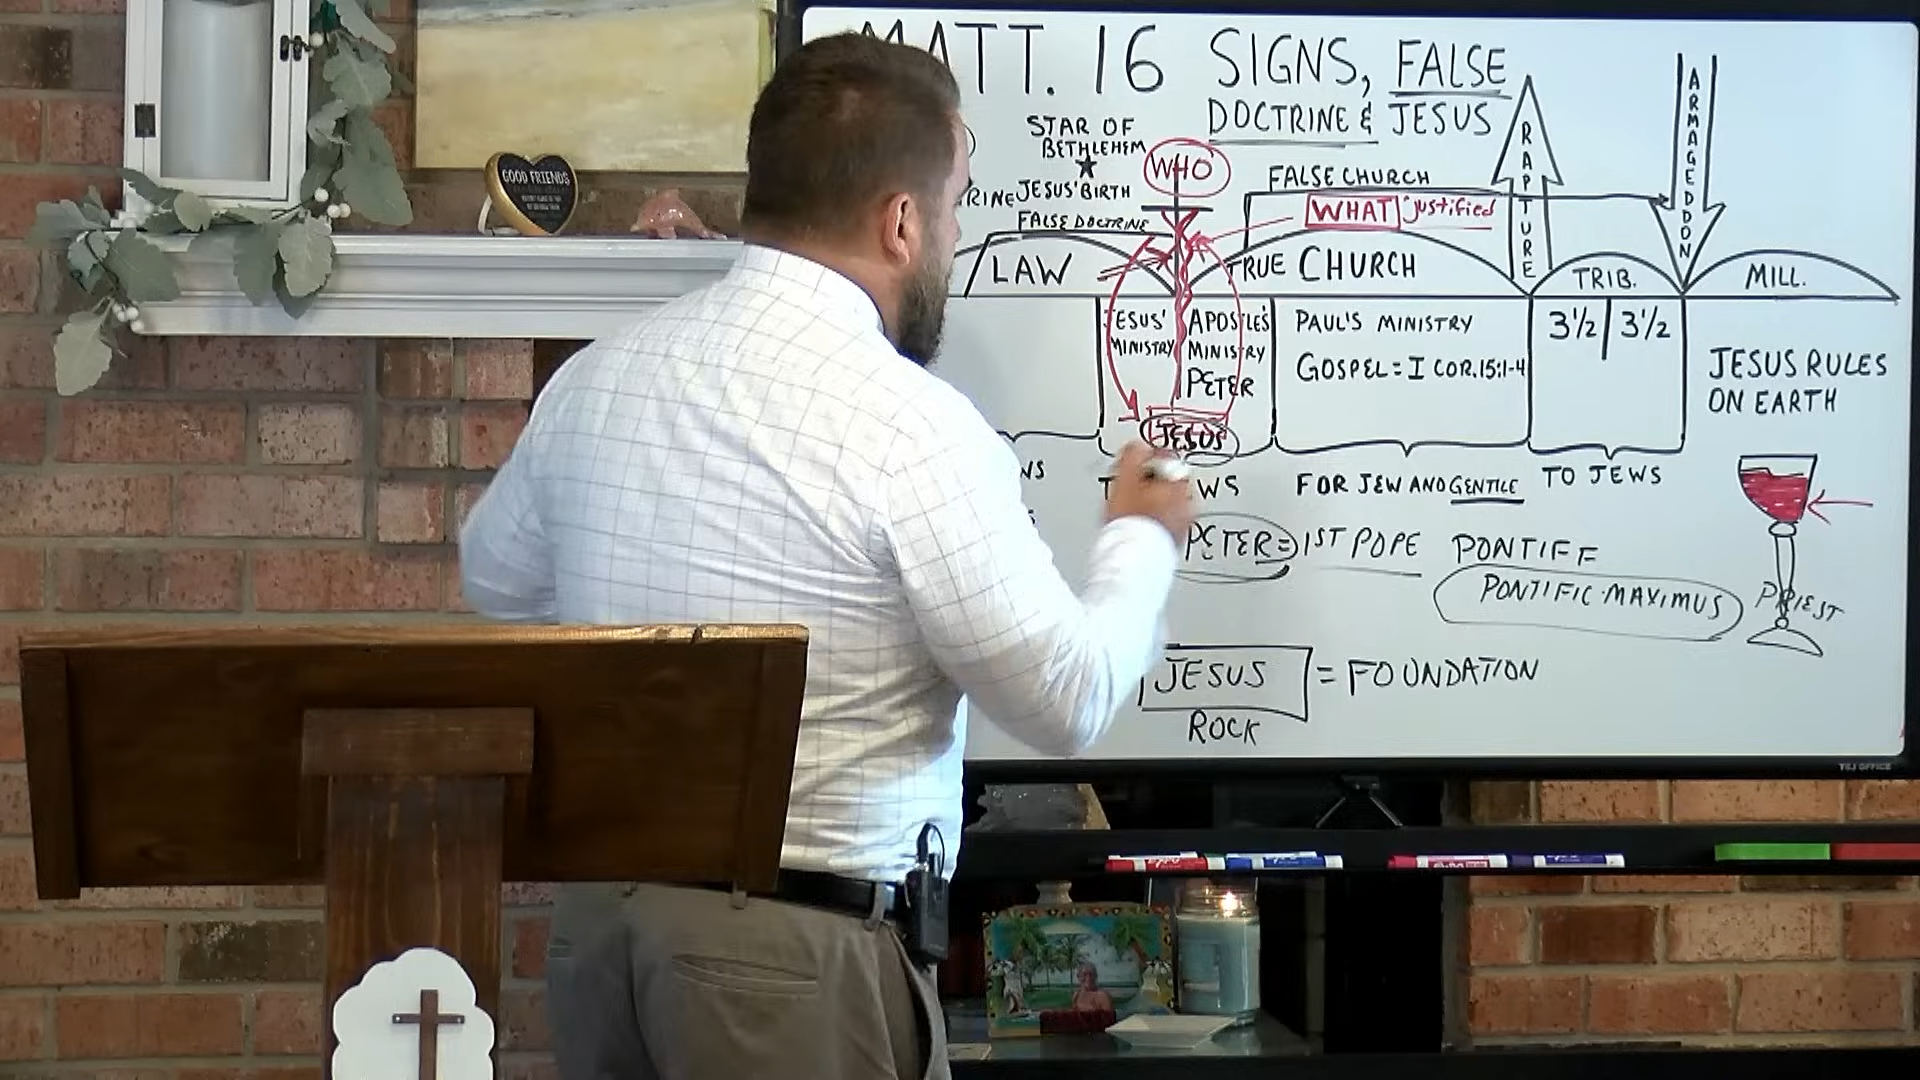 MATT. 16 SIGNS, FALSE
DOCTRINE & JESUS
STAR OF
BETHLEHEM
WHO
JESUS' BIRTH
FALSE DOCTRINE
FALSE CHURCH
WHAT justified
RAPTURE
ARMAGEDDON
LAW
TRUE CHURCH
TRIB.
MILL.
JESUS'
MINISTRY
APOSTLE'S
MINISTRY
PETER
JESUS
PAUL'S MINISTRY
GOSPEL = I COR. 15:1-4
3½ 3½
JESUS RULES
ON EARTH
FOR JEW AND GENTILE
TO JEWS
PETER = 1ST POPE PONTIFF
PONTIFIC-MAXIMUS
PRIEST
JESUS = FOUNDATION
ROCK
GOOD FRIENDS
EXPO